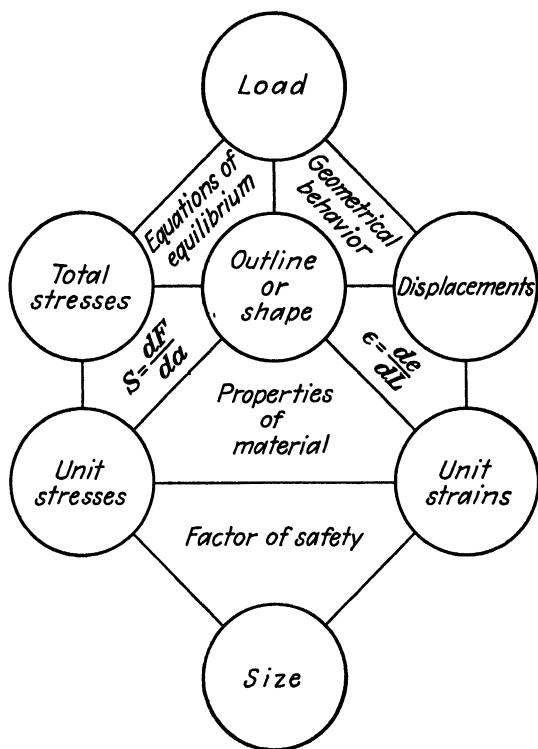 Load
Equations of
equilibrium
Geometrical
behavior
Total
stresses
Outline
or
shape
Displacements
S = dF/da
ϵ = de/dL
Properties
of
material
Unit
stresses
Unit
strains
Factor of safety
Size